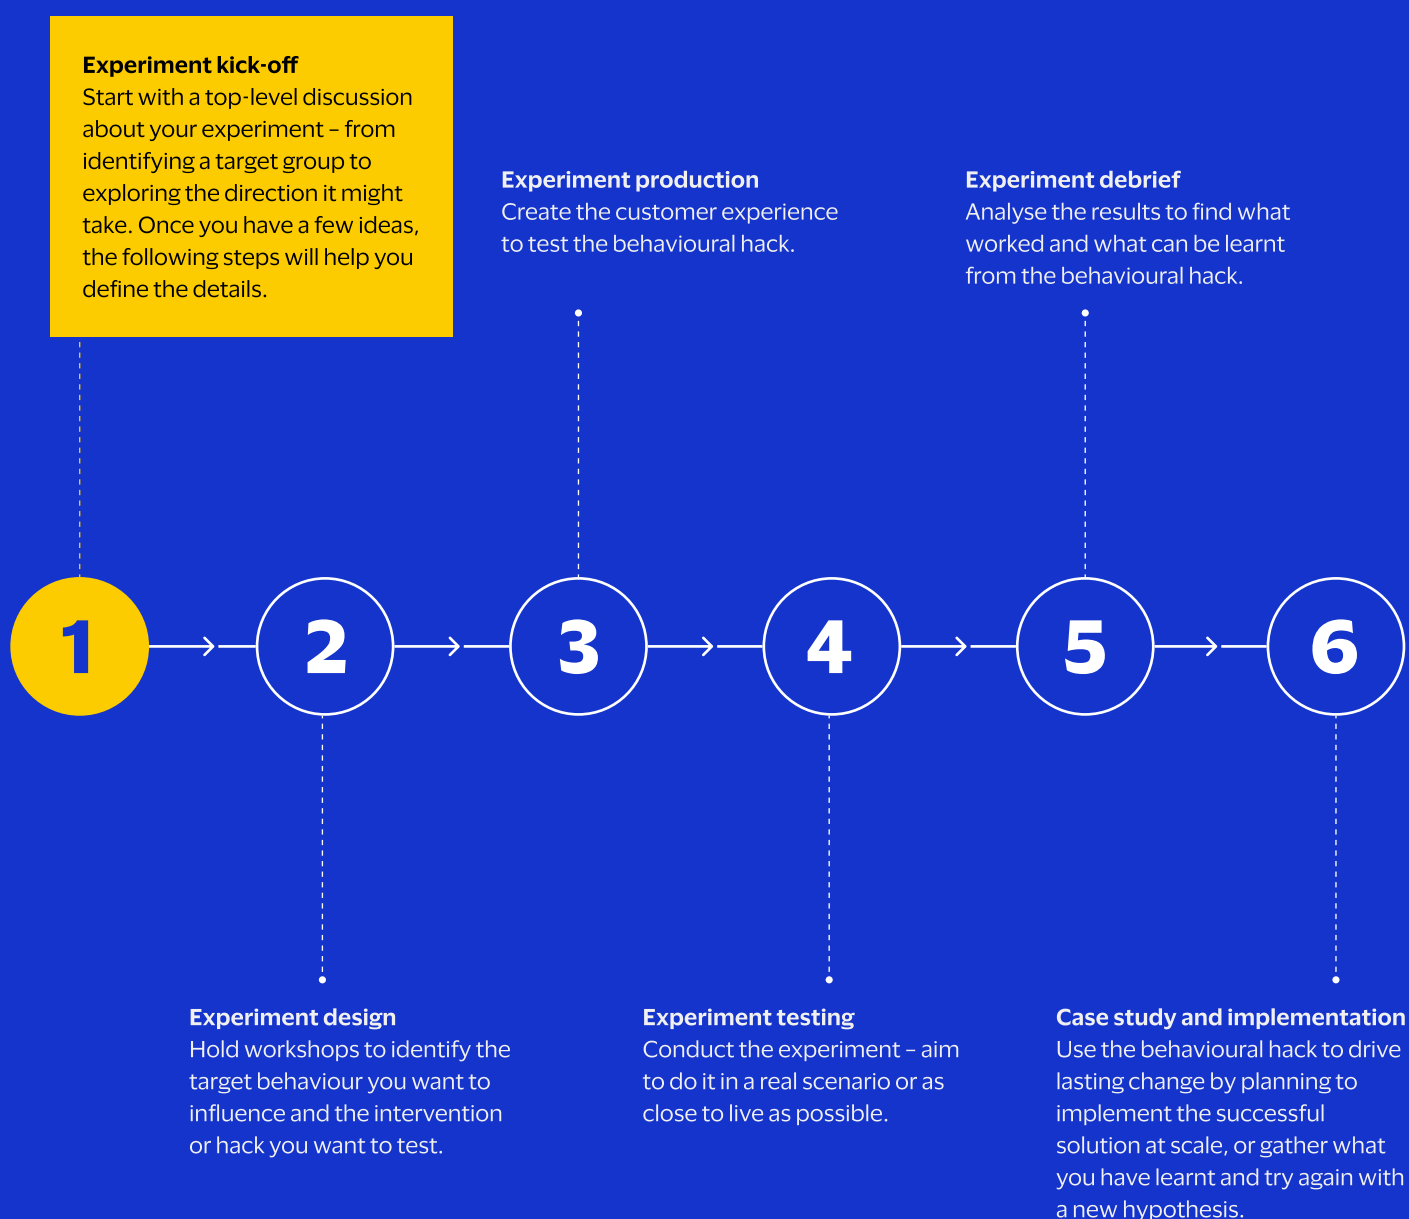 Experiment kick-off
Start with a top-level discussion
about your experiment – from
identifying a target group to
exploring the direction it might
take. Once you have a few ideas,
the following steps will help you
define the details.
Experiment production
Create the customer experience
to test the behavioural hack.
Experiment debrief
Analyse the results to find what
worked and what can be learnt
from the behavioural hack.
1
2
3
4
5
6
Experiment design
Hold workshops to identify the
target behaviour you want to
influence and the intervention
or hack you want to test.
Experiment testing
Conduct the experiment – aim
to do it in a real scenario or as
close to live as possible.
Case study and implementation
Use the behavioural hack to drive
lasting change by planning to
implement the successful
solution at scale, or gather what
you have learnt and try again with
a new hypothesis.